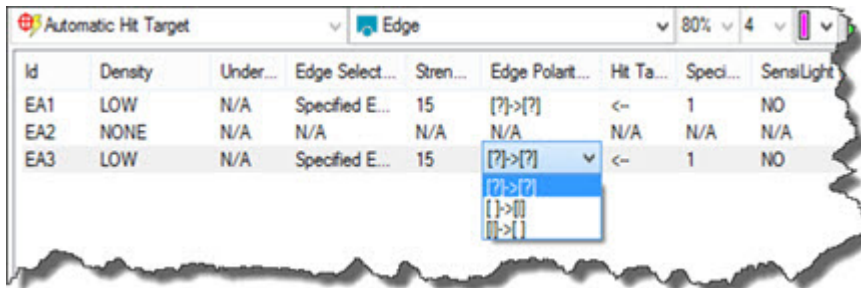 Automatic Hit Target Edge 80% 4
Id Density Under... Edge Select... Stren... Edge Polarit... Hit Ta... Speci... SensiLight
EA1 LOW N/A Specified E... 15 [?]->[?] <-- 1 NO
EA2 NONE N/A N/A N/A N/A N/A N/A N/A
EA3 LOW N/A Specified E... 15 [?]->[?] <-- 1 NO
[?]->[?]
[ ]->[|]
[|]->[ ]